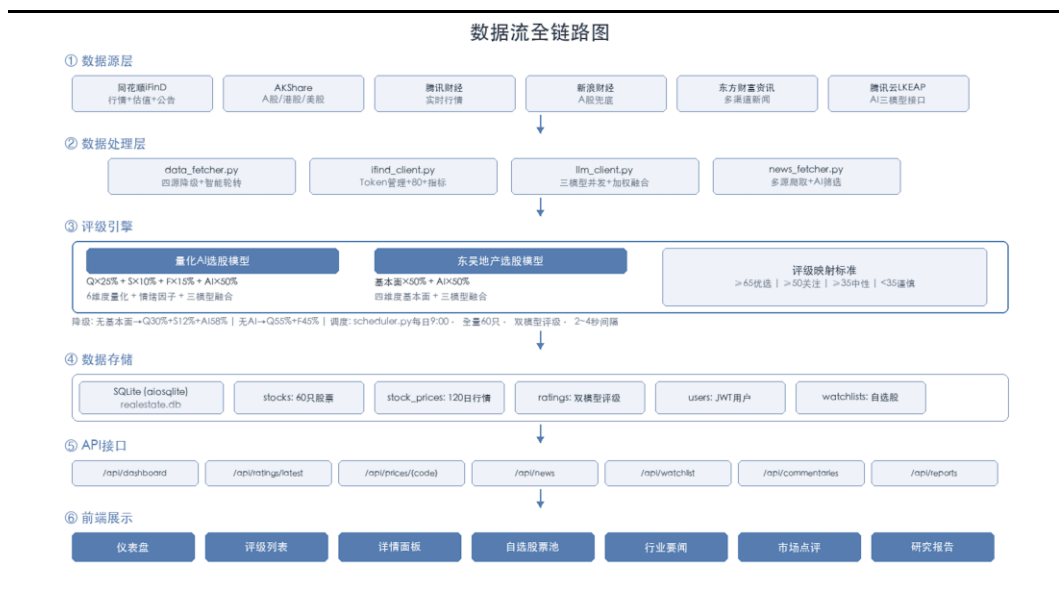 数据流全链路图
① 数据源层
同花顺iFinD
行情+估值+公告
AKShare
A股/港股/美股
腾讯财经
实时行情
新浪财经
A股兜底
东方财富资讯
多渠道新闻
腾讯云LKEAP
AI三模型接口
② 数据处理层
data_fetcher.py
四源降级+智能轮转
ifind_client.py
Token管理+80+指标
llm_client.py
三模型并发+加权融合
news_fetcher.py
多源爬取+AI筛选
③ 评级引擎
量化AI选股模型
Q×25% + S×10% + F×15% + AI×50%
6维度量化 + 情绪因子 + 三模型融合
东吴地产选股模型
基本面×50% + AI×50%
四维度基本面 + 三模型融合
评级映射标准
≥65优选 | ≥50关注 | ≥35中性 | <35谨慎
降级: 无基本面→Q30%+S12%+AI58% | 无AI→Q55%+F45% | 调度: scheduler.py每日9:00 · 全量60只 · 双模型评级 · 2~4秒间隔
④ 数据存储
SQLite (aiosqlite)
realestate.db
stocks: 60只股票
stock_prices: 120日行情
ratings: 双模型评级
users: JWT用户
watchlists: 自选股
⑤ API接口
/api/dashboard
/api/ratings/latest
/api/prices/{code}
/api/news
/api/watchlist
/api/commentaries
/api/reports
⑥ 前端展示
仪表盘
评级列表
详情面板
自选股票池
行业要闻
市场点评
研究报告